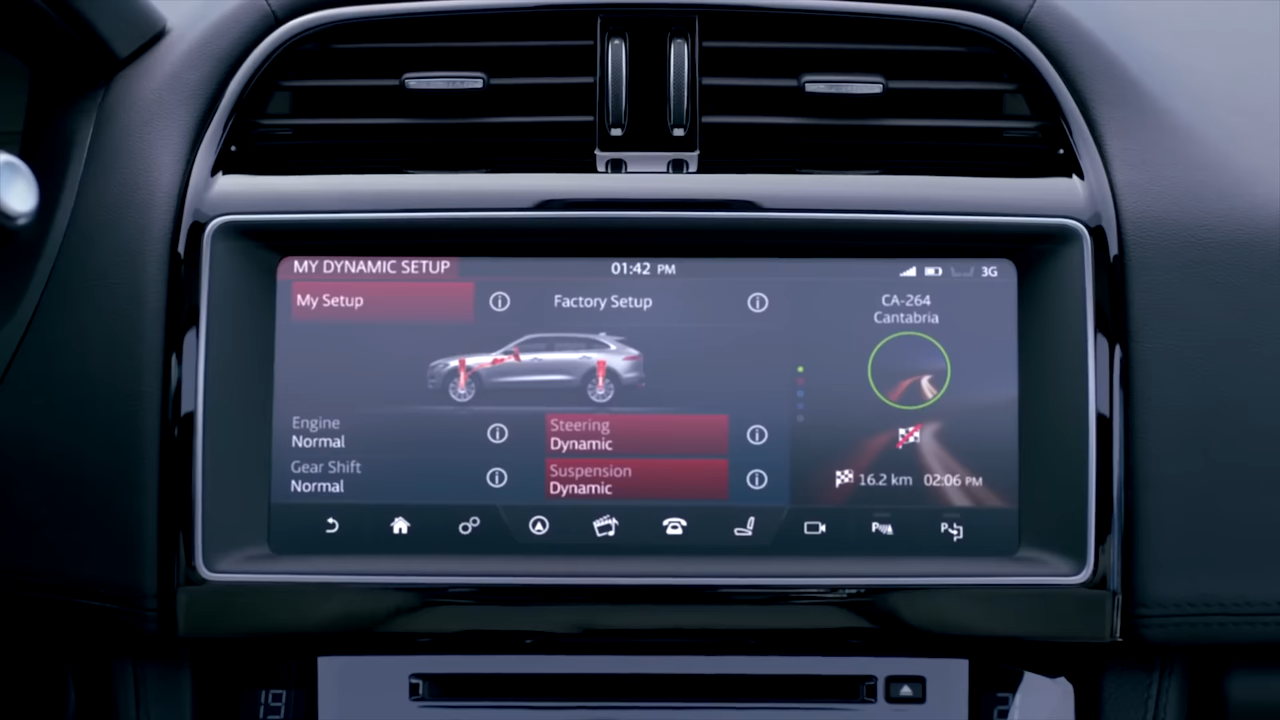 MY DYNAMIC SETUP
01:42 PM
3G
My Setup
Factory Setup
CA-264
Cantabria
Engine
Normal
Steering
Dynamic
Gear Shift
Normal
Suspension
Dynamic
16.2 km 02:06 PM
19